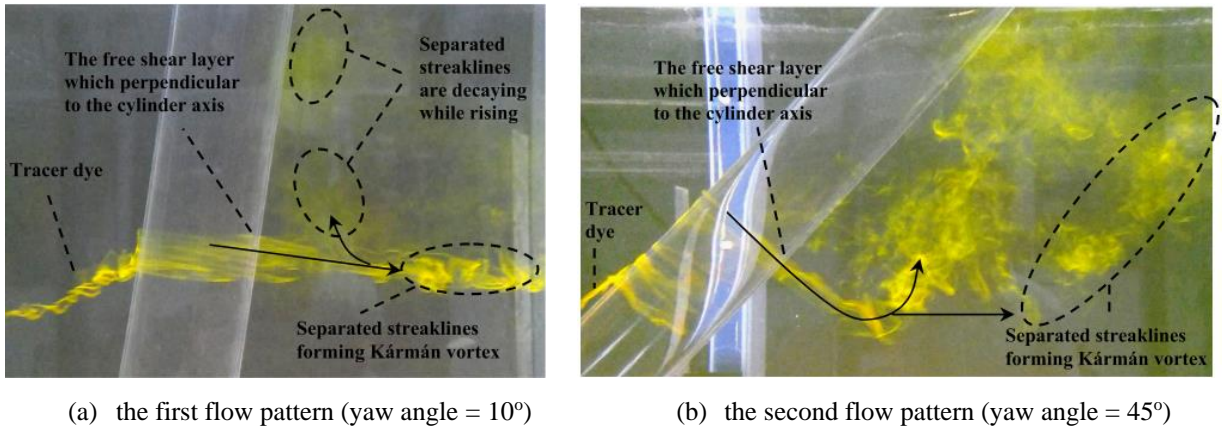 The free shear layer
which perpendicular
to the cylinder axis
Separated
streaklines
are decaying
while rising
Tracer dye
Separated streaklines
forming Kármán vortex
(a) the first flow pattern (yaw angle = 10°)
The free shear layer
which perpendicular
to the cylinder axis
Tracer
dye
Separated streaklines
forming Kármán vortex
(b) the second flow pattern (yaw angle = 45°)